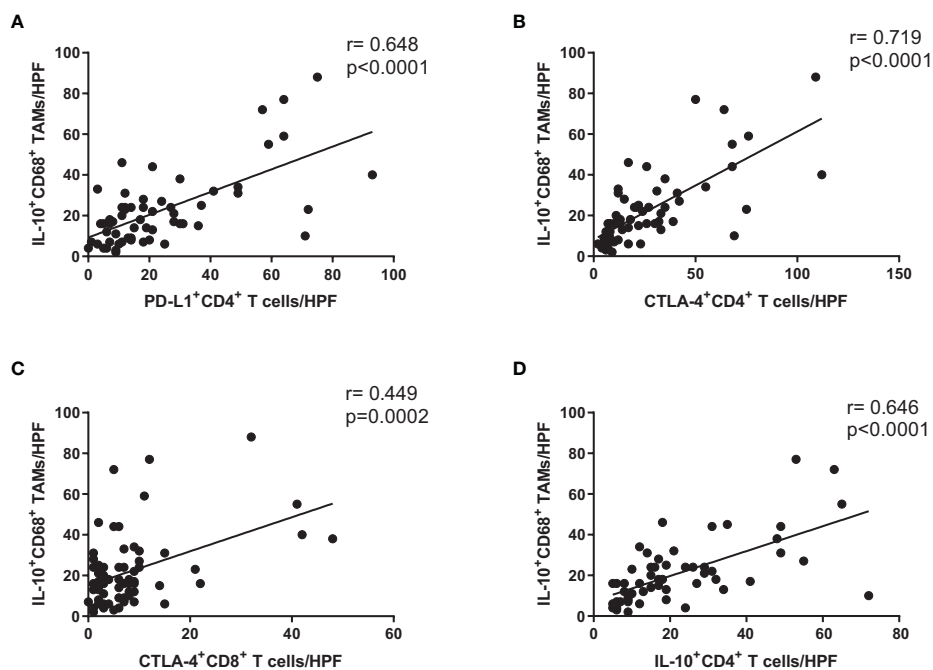 A
r= 0.648
p<0.0001
IL-10⁺CD68⁺ TAMs/HPF
100
80
60
40
20
0
0 20 40 60 80 100
PD-L1⁺CD4⁺ T cells/HPF
B
r= 0.719
p<0.0001
IL-10⁺CD68⁺ TAMs/HPF
100
80
60
40
20
0
0 50 100 150
CTLA-4⁺CD4⁺ T cells/HPF
C
r= 0.449
p=0.0002
IL-10⁺CD68⁺ TAMs/HPF
100
80
60
40
20
0
0 20 40 60
CTLA-4⁺CD8⁺ T cells/HPF
D
r= 0.646
p<0.0001
IL-10⁺CD68⁺ TAMs/HPF
100
80
60
40
20
0
0 20 40 60 80
IL-10⁺CD4⁺ T cells/HPF